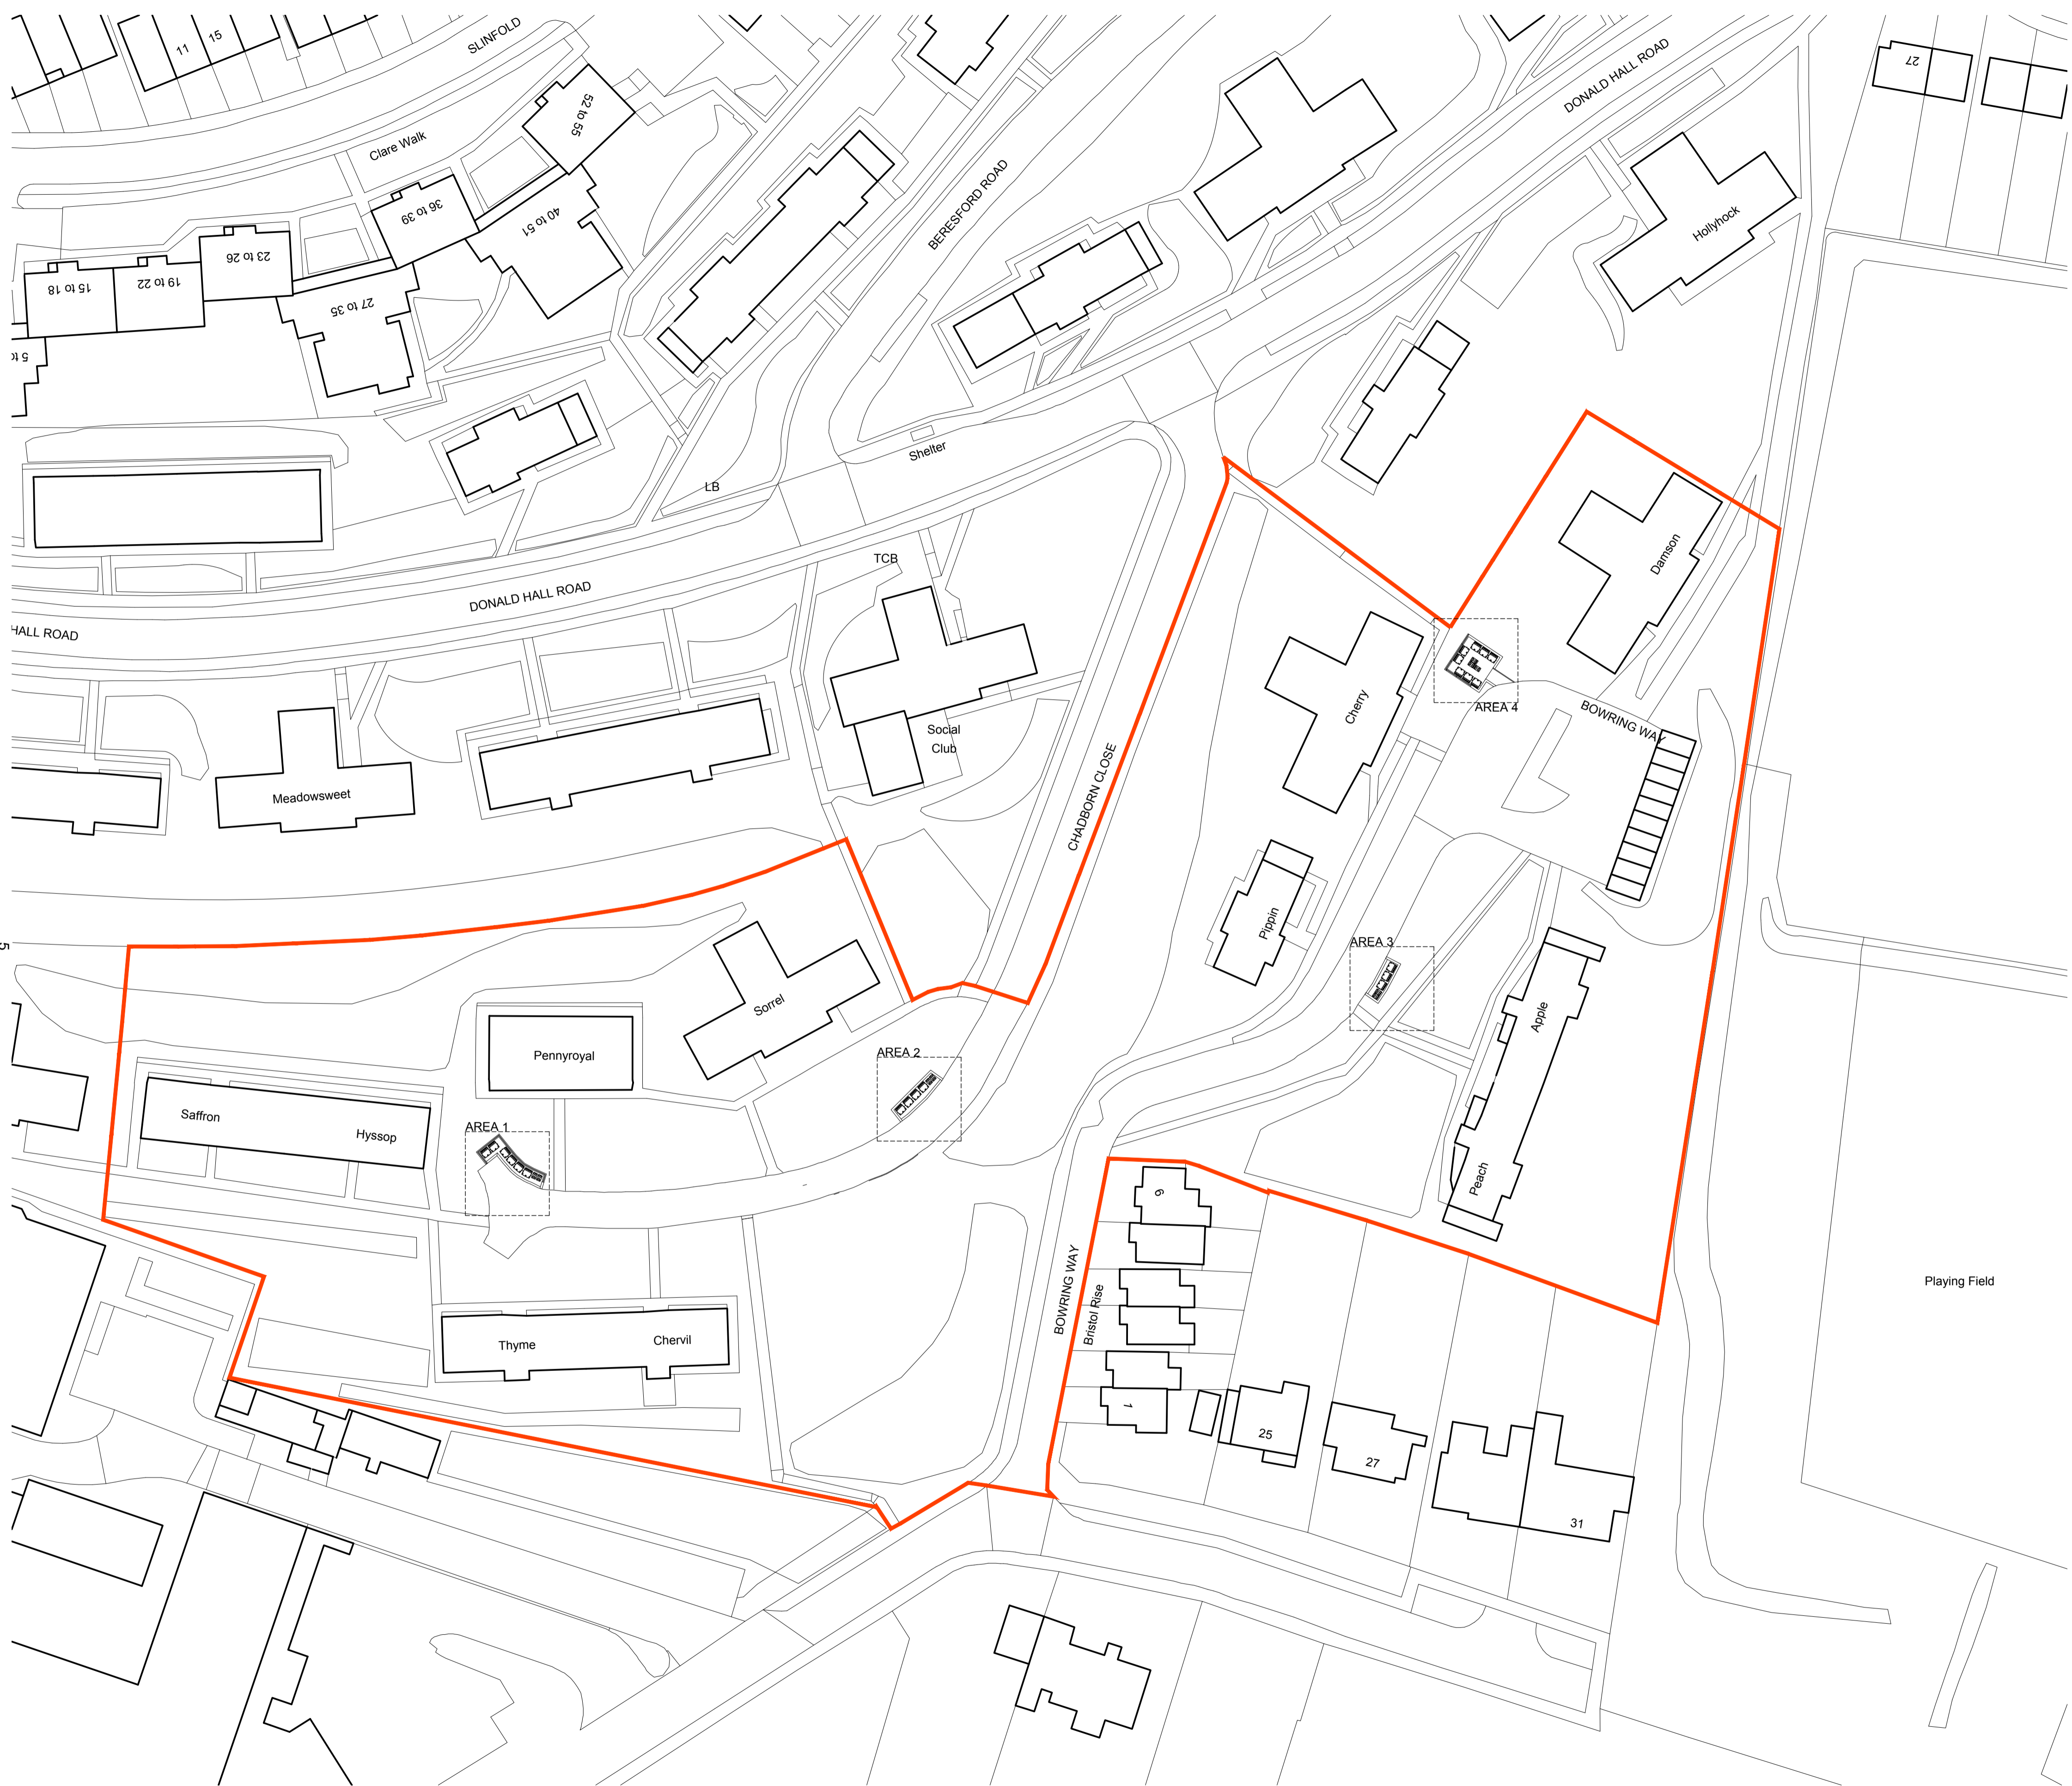 11
15
SLINFOLD
27
DONALD HALL ROAD
52 to 55
Clare Walk
BERESFORD ROAD
36 to 39
40 to 51
Hollyhock
23 to 26
19 to 22
15 to 18
27 to 35
5 to
Shelter
LB
TCB
DONALD HALL ROAD
HALL ROAD
Damson
Cherry
AREA 4
BOWRING WAY
Social
Club
CHADBORN CLOSE
Meadowsweet
Pippin
AREA 3
5
Sorrel
Apple
Pennyroyal
AREA 2
Saffron
Hyssop
AREA 1
Peach
6
BOWRING WAY
Bristol Rise
Playing Field
Thyme
Chervil
1
25
27
31